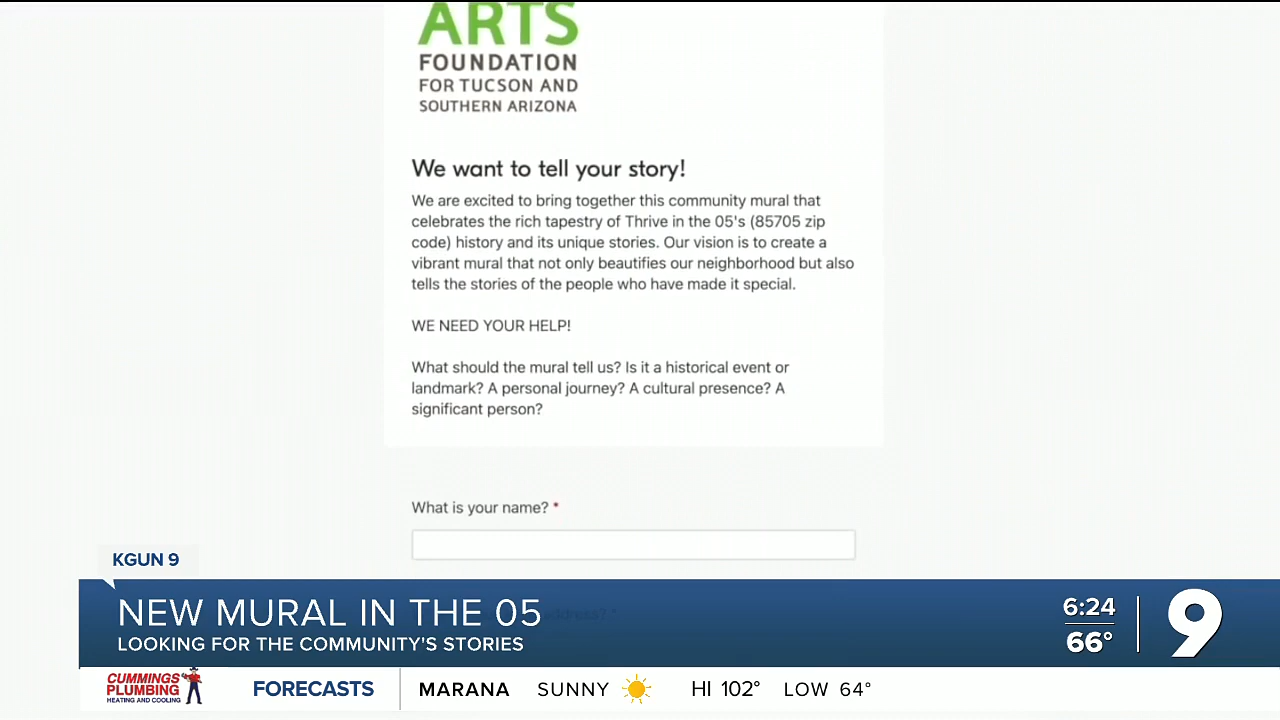 ARTS
FOUNDATION
FOR TUCSON AND
SOUTHERN ARIZONA
We want to tell your story!
We are excited to bring together this community mural that
celebrates the rich tapestry of Thrive in the 05's (85705 zip
code) history and its unique stories. Our vision is to create a
vibrant mural that not only beautifies our neighborhood but also
tells the stories of the people who have made it special.
WE NEED YOUR HELP!
What should the mural tell us? Is it a historical event or
landmark? A personal journey? A cultural presence? A
significant person?
What is your name? *
KGUN 9
NEW MURAL IN THE 05
address? *
LOOKING FOR THE COMMUNITY'S STORIES
6:24
66°
9
CUMMINGS
PLUMBING
HEATING AND COOLING
FORECASTS
MARANA SUNNY HI 102° LOW 64°